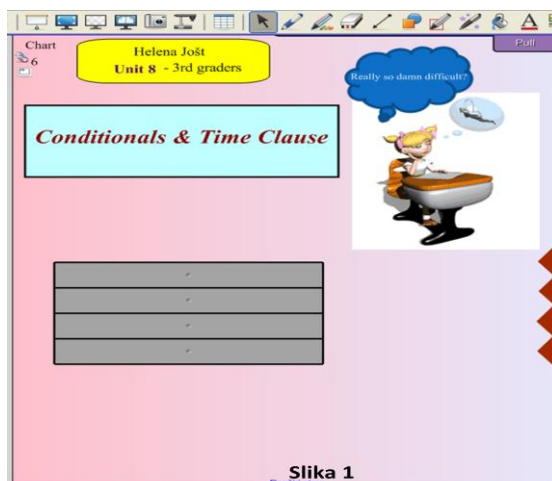 Chart
6
Helena Jošt
Unit 8 - 3rd graders
Pull
Really so damn difficult?
Conditionals & Time Clause
Slika 1